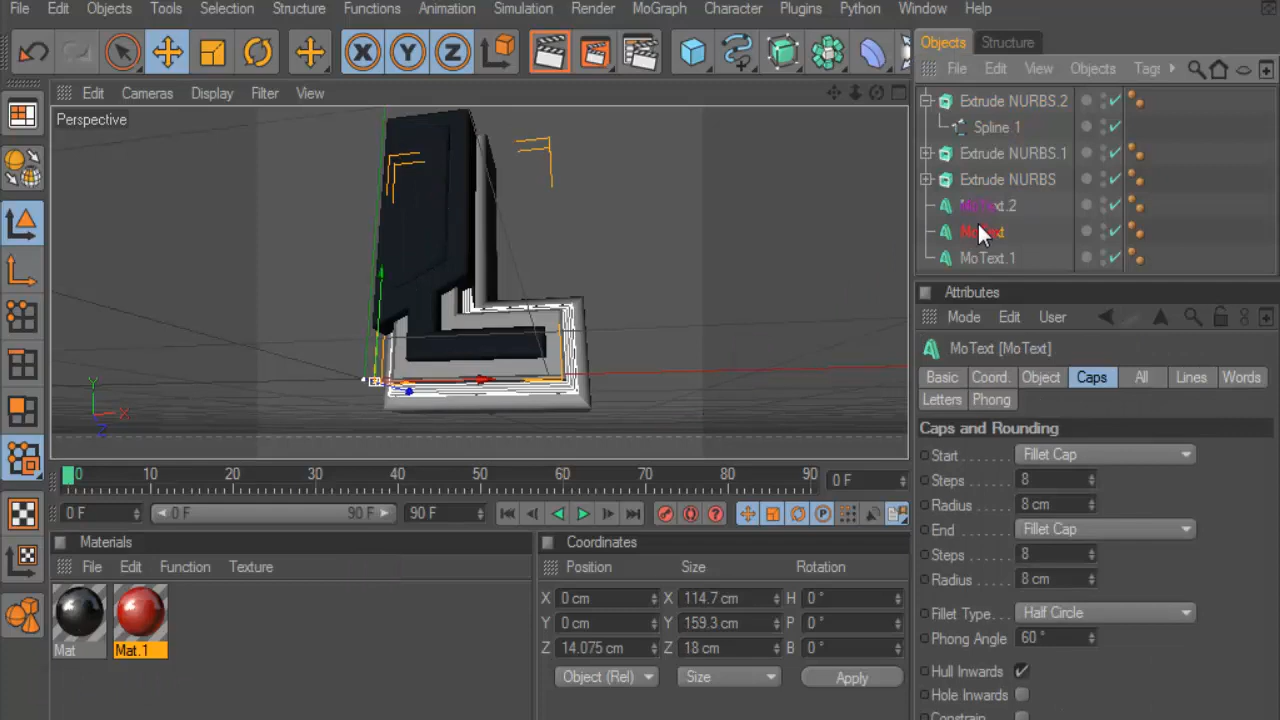 File Edit Objects Tools Selection Structure Functions Animation Simulation Render MoGraph Character Plugins Python Window Help
X Y Z
Objects Structure
File Edit View Objects Tags
Edit Cameras Display Filter View
Perspective
Extrude NURBS.2
Spline 1
Extrude NURBS.1
Extrude NURBS
MoText.2
MoText
MoText.1
Attributes
Mode Edit User
MoText [MoText]
Basic Coord. Object Caps All Lines Words
Letters Phong
Caps and Rounding
Start Fillet Cap
Steps 8
Radius 8 cm
End Fillet Cap
Steps 8
Radius 8 cm
Fillet Type Half Circle
Phong Angle 60 °
Hull Inwards
Hole Inwards
Constrain
Y
X
Z
0 10 20 30 40 50 60 70 80 90 0 F
0 F 0 F 90 F 90 F
Materials
File Edit Function Texture
Mat Mat.1
Coordinates
Position Size Rotation
X 0 cm X 114.7 cm H 0 °
Y 0 cm Y 159.3 cm P 0 °
Z 14.075 cm Z 18 cm B 0 °
Object (Rel) Size Apply